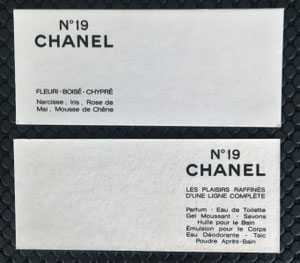 N°19
CHANEL
FLEURI - BOISÉ - CHYPRÉ
Narcisse, Iris, Rose de
Mai, Mousse de Chêne
N°19
CHANEL
LES PLAISIRS RAFFINÉS
D'UNE LIGNE COMPLÈTE
Parfum - Eau de Toilette
Gel Moussant - Savons
Huile pour le Bain
Émulsion pour le Corps
Eau Déodorante - Talc
Poudre Après-Bain